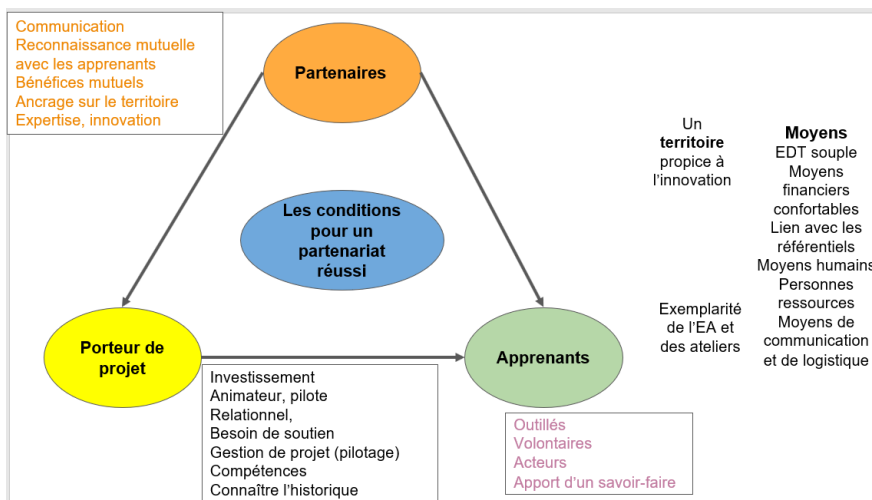 Communication
Reconnaissance mutuelle
avec les apprenants
Bénéfices mutuels
Ancrage sur le territoire
Expertise, innovation
Partenaires
Les conditions
pour un
partenariat
réussi
Porteur de
projet
Investissement
Animateur, pilote
Relationnel,
Besoin de soutien
Gestion de projet (pilotage)
Compétences
Connaître l'historique
Apprenants
Outillés
Volontaires
Acteurs
Apport d'un savoir-faire
Un
territoire
propice à
l'innovation
Exemplarité
de l'EA et
des ateliers
Moyens
EDT souple
Moyens
financiers
confortables
Lien avec les
référentiels
Moyens humains
Personnes
ressources
Moyens de
communication
et de logistique